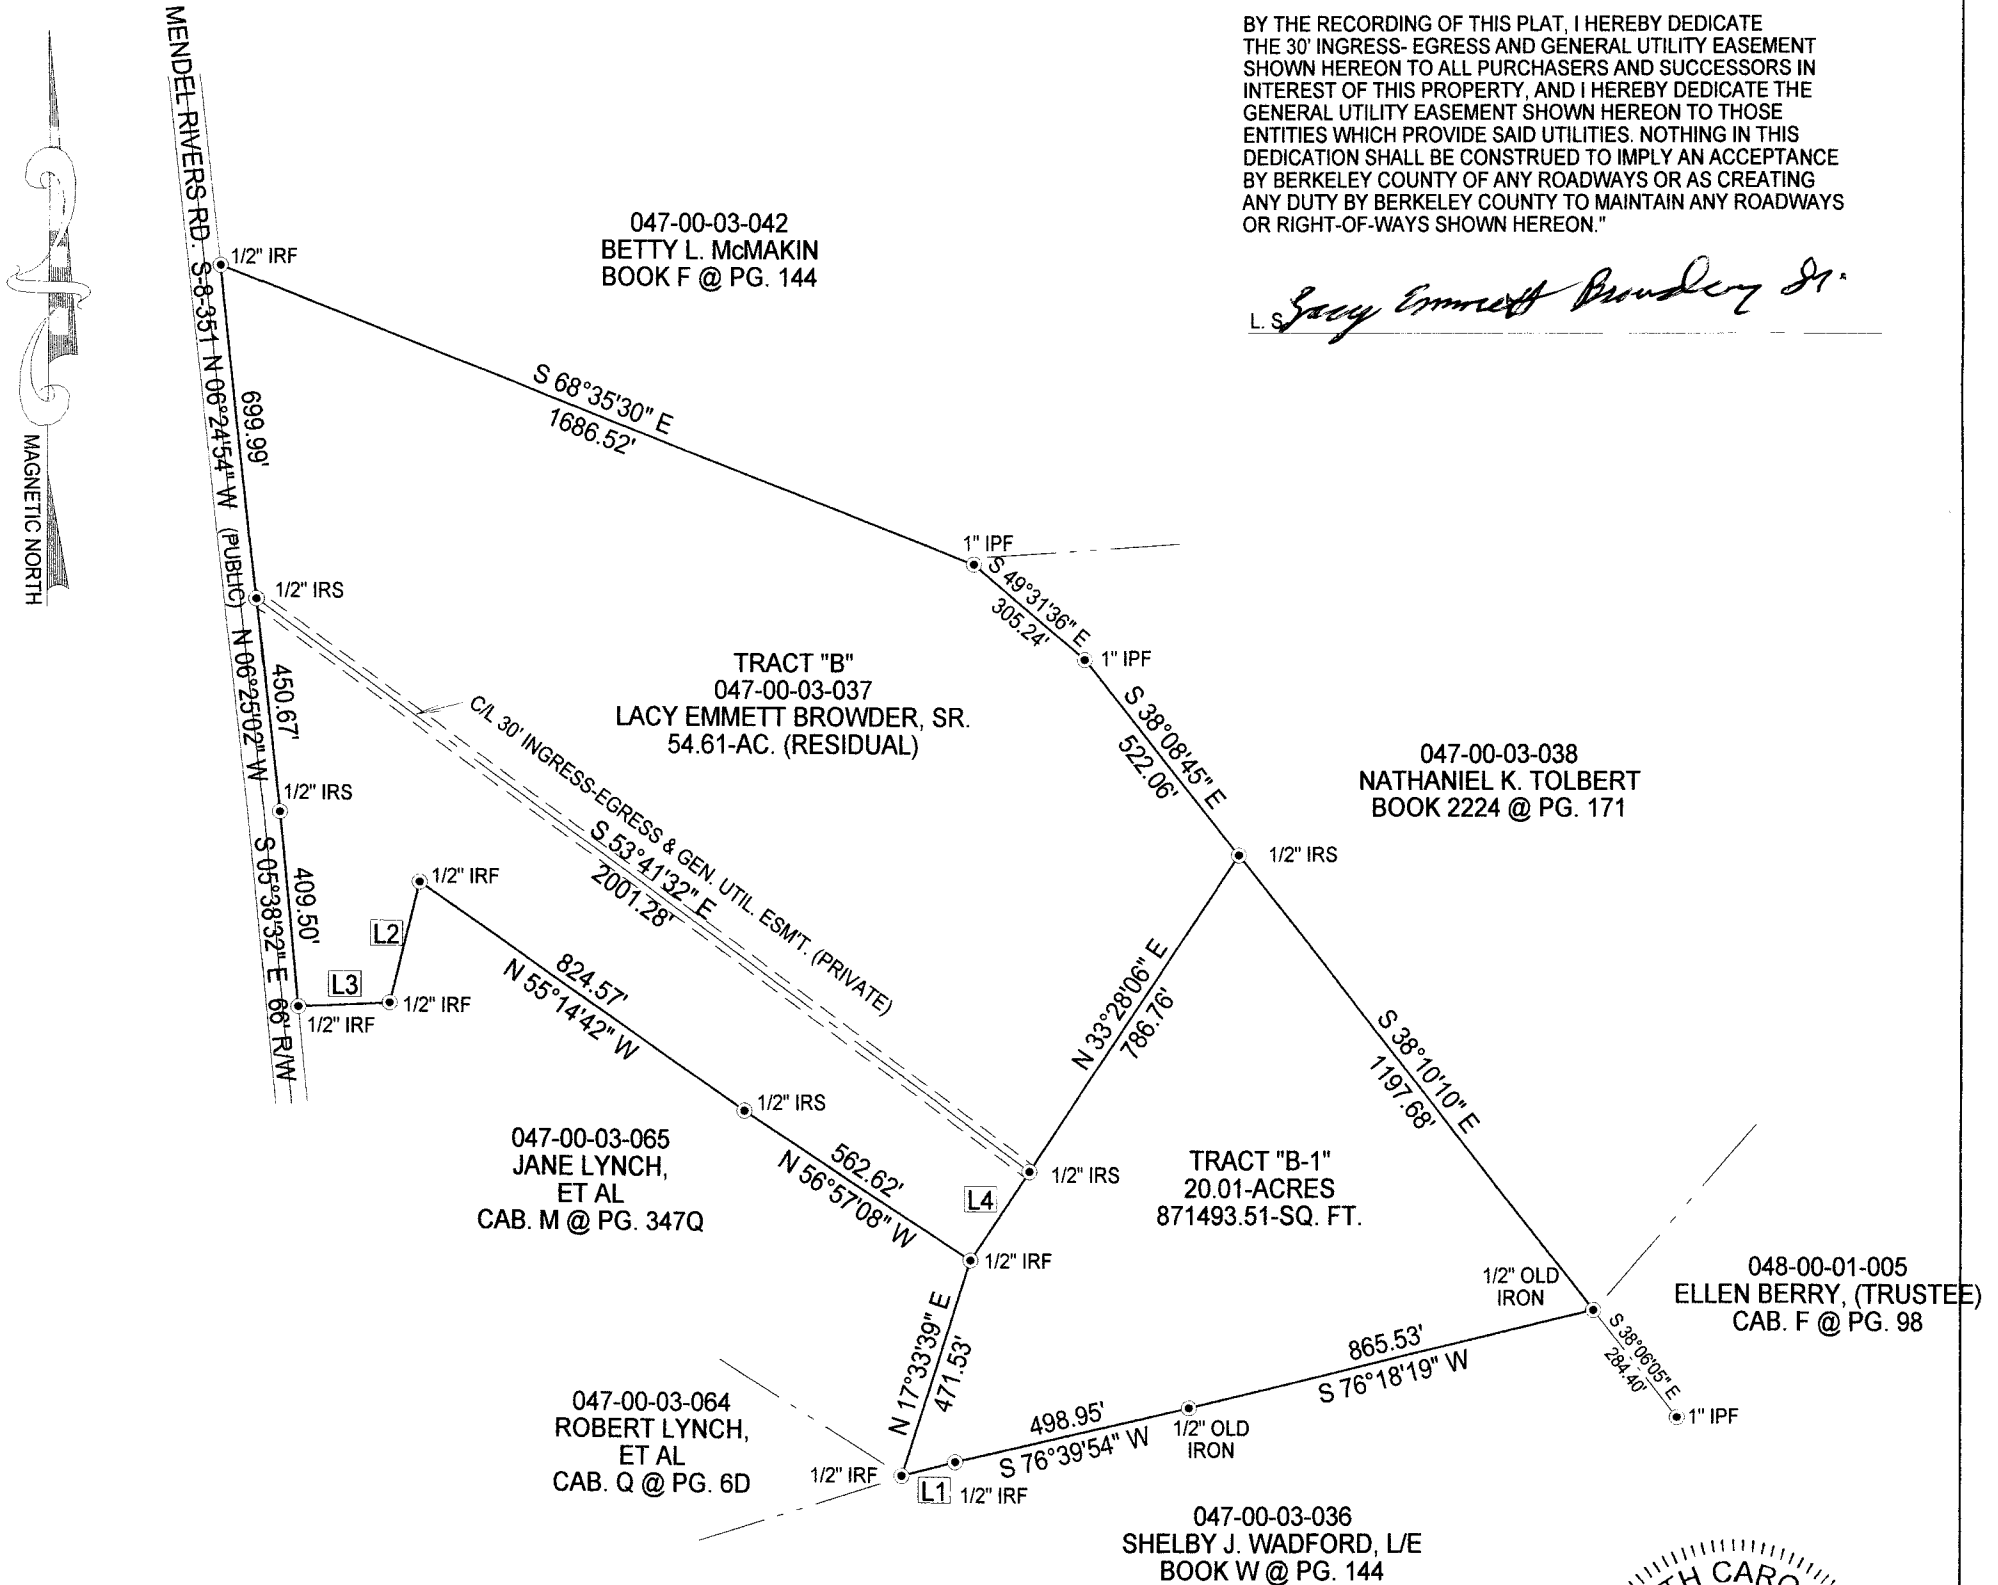 BY THE RECORDING OF THIS PLAT, I HEREBY DEDICATE
THE 30' INGRESS- EGRESS AND GENERAL UTILITY EASEMENT
SHOWN HEREON TO ALL PURCHASERS AND SUCCESSORS IN
INTEREST OF THIS PROPERTY, AND I HEREBY DEDICATE THE
GENERAL UTILITY EASEMENT SHOWN HEREON TO THOSE
ENTITIES WHICH PROVIDE SAID UTILITIES. NOTHING IN THIS
DEDICATION SHALL BE CONSTRUED TO IMPLY AN ACCEPTANCE
BY BERKELEY COUNTY OF ANY ROADWAYS OR AS CREATING
ANY DUTY BY BERKELEY COUNTY TO MAINTAIN ANY ROADWAYS
OR RIGHT-OF-WAYS SHOWN HEREON."
L. S. Lacy Emmett Browder Sr.
MAGNETIC NORTH
MENDEL RIVERS RD. S-8-351 N 06°24'54" W (PUBLIC) N 06°25'02" W S 05°38'32" E 66' R/W
1/2" IRF
699.99'
047-00-03-042
BETTY L. McMAKIN
BOOK F @ PG. 144
S 68°35'30" E
1686.52'
1" IPF
S 49°31'36" E
305.24'
1/2" IRS
450.67'
1" IPF
TRACT "B"
047-00-03-037
LACY EMMETT BROWDER, SR.
54.61-AC. (RESIDUAL)
S 38°08'45" E
522.06'
C/L 30' INGRESS-EGRESS & GEN. UTIL. ESM'T. (PRIVATE)
S 53°41'32" E
2001.28'
047-00-03-038
NATHANIEL K. TOLBERT
BOOK 2224 @ PG. 171
1/2" IRS
1/2" IRS
409.50'
1/2" IRF
L2
L3
1/2" IRF
1/2" IRF
824.57'
N 55°14'42" W
N 33°28'06" E
786.76'
S 38°10'10" E
1197.68'
1/2" IRS
562.62'
N 56°57'08" W
047-00-03-065
JANE LYNCH,
ET AL
CAB. M @ PG. 347Q
1/2" IRS
L4
TRACT "B-1"
20.01-ACRES
871493.51-SQ. FT.
1/2" IRF
1/2" OLD
IRON
048-00-01-005
ELLEN BERRY, (TRUSTEE)
CAB. F @ PG. 98
S 38°06'05" E
284.40'
1" IPF
N 17°33'39" E
471.53'
865.53'
S 76°18'19" W
498.95'
S 76°39'54" W
1/2" OLD
IRON
047-00-03-064
ROBERT LYNCH,
ET AL
CAB. Q @ PG. 6D
1/2" IRF
L1
1/2" IRF
047-00-03-036
SHELBY J. WADFORD, L/E
BOOK W @ PG. 144
TH CARO